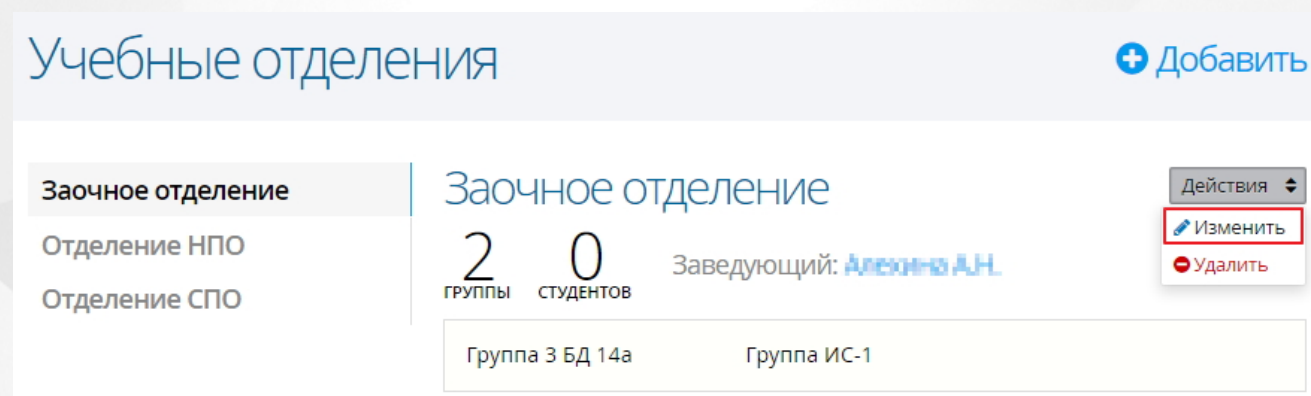 Учебные отделения
Добавить
Заочное отделение
Отделение НПО
Отделение СПО
Заочное отделение
Действия
Изменить
Удалить
2 0
ГРУППЫ СТУДЕНТОВ
Заведующий:
Группа 3 БД 14а Группа ИС-1